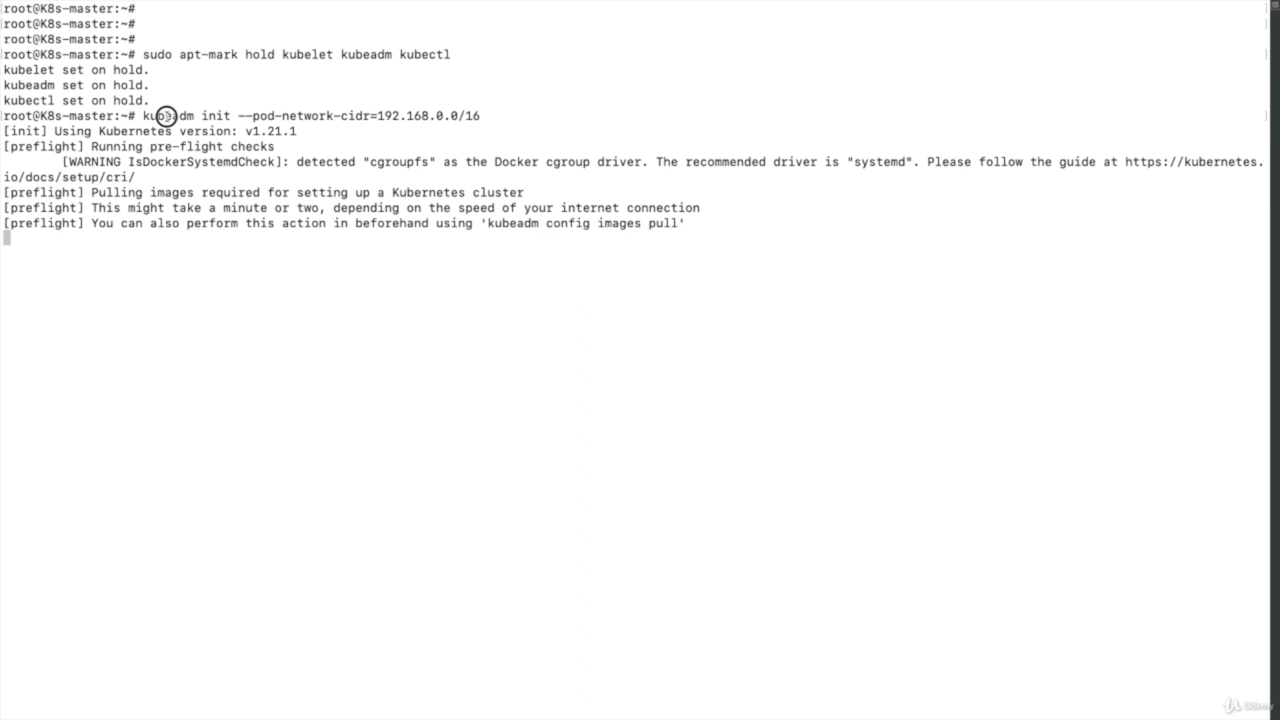 root@K8s-master:~#
root@K8s-master:~#
root@K8s-master:~#
root@K8s-master:~# sudo apt-mark hold kubelet kubeadm kubectl
kubelet set on hold.
kubeadm set on hold.
kubectl set on hold.
root@K8s-master:~# kubeadm init --pod-network-cidr=192.168.0.0/16
[init] Using Kubernetes version: v1.21.1
[preflight] Running pre-flight checks
[WARNING IsDockerSystemdCheck]: detected "cgroupfs" as the Docker cgroup driver. The recommended driver is "systemd". Please follow the guide at https://kubernetes.
io/docs/setup/cri/
[preflight] Pulling images required for setting up a Kubernetes cluster
[preflight] This might take a minute or two, depending on the speed of your internet connection
[preflight] You can also perform this action in beforehand using 'kubeadm config images pull'
Udemy